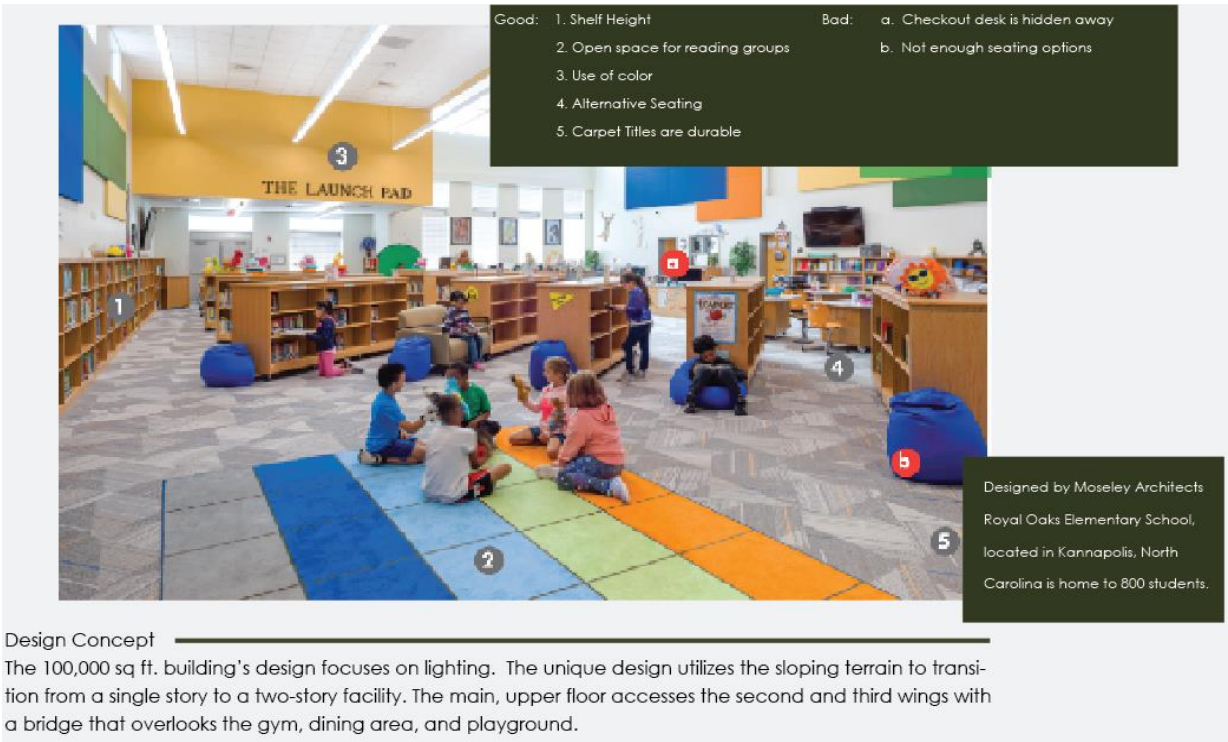 Good: 1. Shelf Height
2. Open space for reading groups
3. Use of color
4. Alternative Seating
5. Carpet Titles are durable
Bad: a. Checkout desk is hidden away
b. Not enough seating options
3
THE LAUNCH PAD
a
1
4
b
2
5
Designed by Moseley Architects
Royal Oaks Elementary School,
located in Kannapolis, North
Carolina is home to 800 students.
Design Concept
The 100,000 sq ft. building’s design focuses on lighting. The unique design utilizes the sloping terrain to transi-
tion from a single story to a two-story facility. The main, upper floor accesses the second and third wings with
a bridge that overlooks the gym, dining area, and playground.